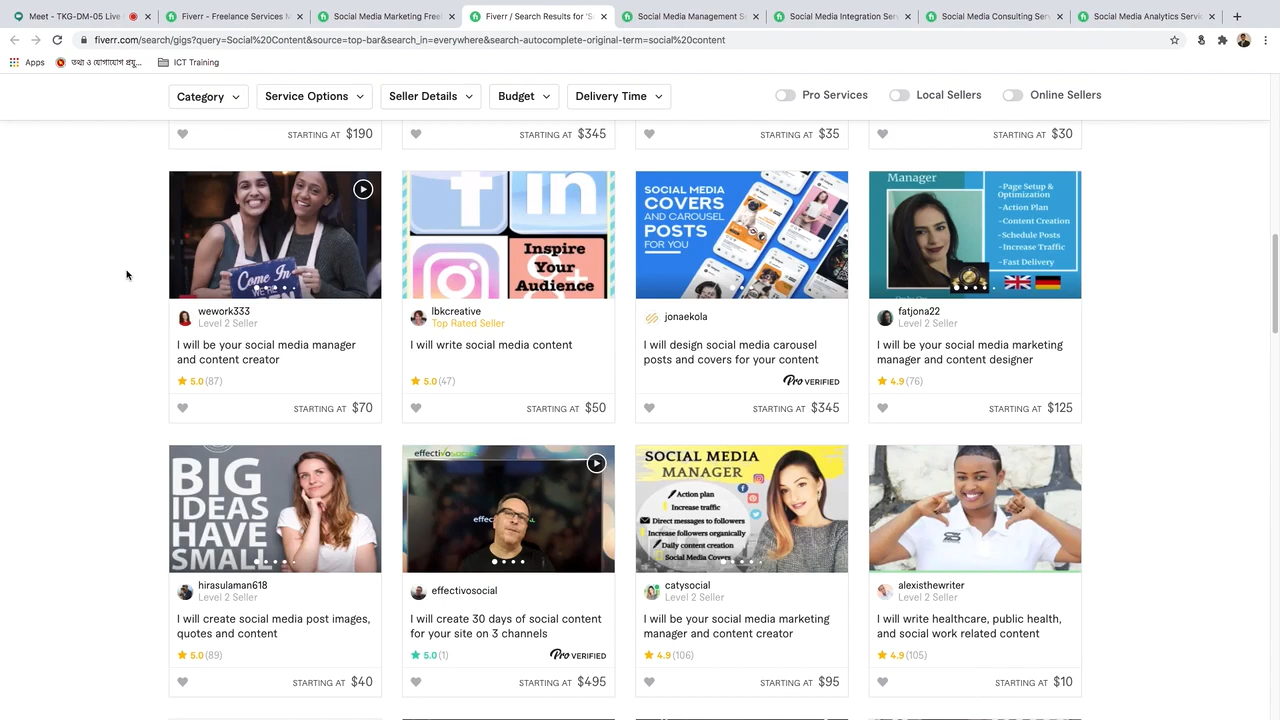 Meet - TKG-DM-05 Live
Fiverr - Freelance Services M
Social Media Marketing Free
Fiverr / Search Results for 'S
Social Media Management S
Social Media Integration Ser
Social Media Consulting Ser
Social Media Analytics Servi
fiverr.com/search/gigs?query=Social%20Content&source=top-bar&search_in=everywhere&search-autocomplete-original-term=social%20content
Apps
তথ্য ও যোগাযোগ প্রযু...
ICT Training
Category
Service Options
Seller Details
Budget
Delivery Time
Pro Services
Local Sellers
Online Sellers
STARTING AT $190
STARTING AT $345
STARTING AT $35
STARTING AT $30
Come In
wework333
Level 2 Seller
I will be your social media manager
and content creator
5.0 (87)
STARTING AT $70
Inspire
Your
Audience
lbkcreative
Top Rated Seller
I will write social media content
5.0 (47)
STARTING AT $50
SOCIAL MEDIA
COVERS
AND CAROUSEL
POSTS
FOR YOU
jonaekola
I will design social media carousel
posts and covers for your content
Pro VERIFIED
STARTING AT $345
Manager
-Page Setup &
Optimization
-Action Plan
-Content Creation
-Schedule Posts
-Increase Traffic
-Fast Delivery
fatjona22
Level 2 Seller
I will be your social media marketing
manager and content designer
4.9 (76)
STARTING AT $125
BIG
IDEAS
HAVE
SMALL
hirasulaman618
Level 2 Seller
I will create social media post images,
quotes and content
5.0 (89)
STARTING AT $40
effectivosocial
I will create 30 days of social content
for your site on 3 channels
5.0 (1)
Pro VERIFIED
STARTING AT $495
SOCIAL MEDIA
MANAGER
Action plan
Increase traffic
Direct messages to followers
Increase followers organically
Daily content creation
Social Media Covers
catysocial
Level 2 Seller
I will be your social media marketing
manager and content creator
4.9 (106)
STARTING AT $95
alexisthewriter
Level 2 Seller
I will write healthcare, public health,
and social work related content
4.9 (105)
STARTING AT $10